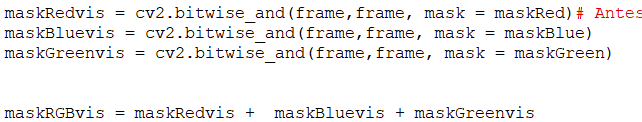 maskRedvis = cv2.bitwise_and(frame,frame, mask = maskRed)# Antes
maskBluevis = cv2.bitwise_and(frame,frame, mask = maskBlue)
maskGreenvis = cv2.bitwise_and(frame,frame, mask = maskGreen)
maskRGBvis = maskRedvis +  maskBluevis + maskGreenvis